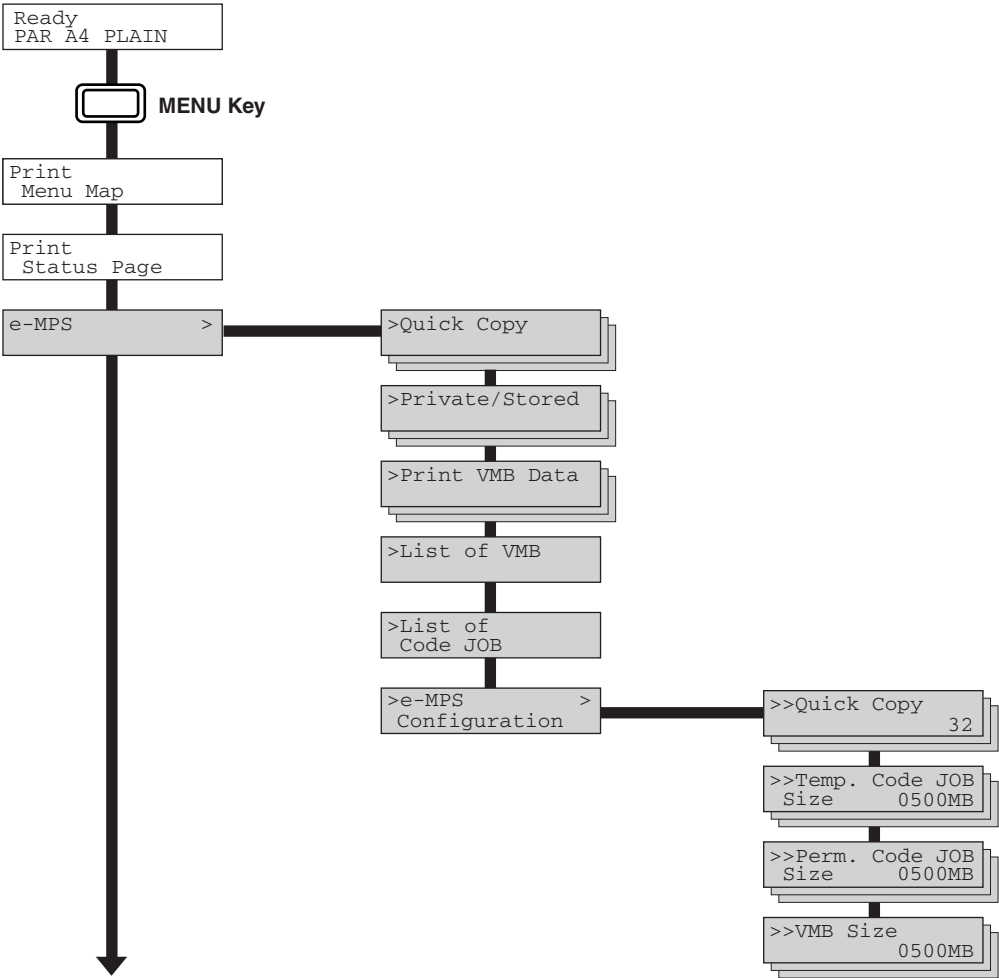 Ready
PAR A4 PLAIN
MENU Key
Print
Menu Map
Print
Status Page
e-MPS >
>Quick Copy
>Private/Stored
>Print VMB Data
>List of VMB
>List of
Code JOB
>e-MPS >
Configuration
>>Quick Copy
32
>>Temp. Code JOB
Size 0500MB
>>Perm. Code JOB
Size 0500MB
>>VMB Size
0500MB